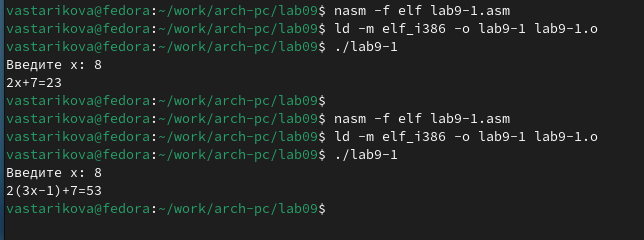 vastarikova@fedora:~/work/arch-pc/lab09$ nasm -f elf lab9-1.asm
vastarikova@fedora:~/work/arch-pc/lab09$ ld -m elf_i386 -o lab9-1 lab9-1.o
vastarikova@fedora:~/work/arch-pc/lab09$ ./lab9-1
Введите x: 8
2x+7=23
vastarikova@fedora:~/work/arch-pc/lab09$
vastarikova@fedora:~/work/arch-pc/lab09$ nasm -f elf lab9-1.asm
vastarikova@fedora:~/work/arch-pc/lab09$ ld -m elf_i386 -o lab9-1 lab9-1.o
vastarikova@fedora:~/work/arch-pc/lab09$ ./lab9-1
Введите x: 8
2(3x-1)+7=53
vastarikova@fedora:~/work/arch-pc/lab09$